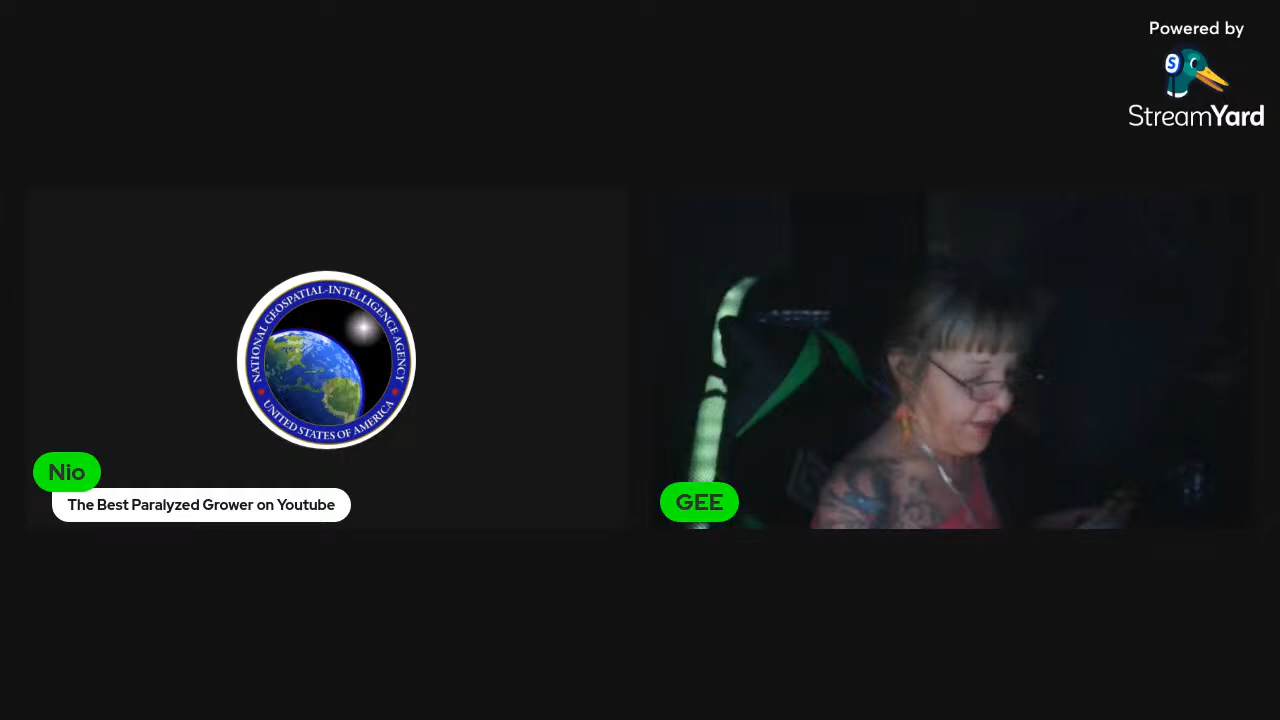 Powered by
S
StreamYard
NATIONAL GEOSPATIAL-INTELLIGENCE AGENCY
UNITED STATES OF AMERICA
Nio
The Best Paralyzed Grower on Youtube
GEE